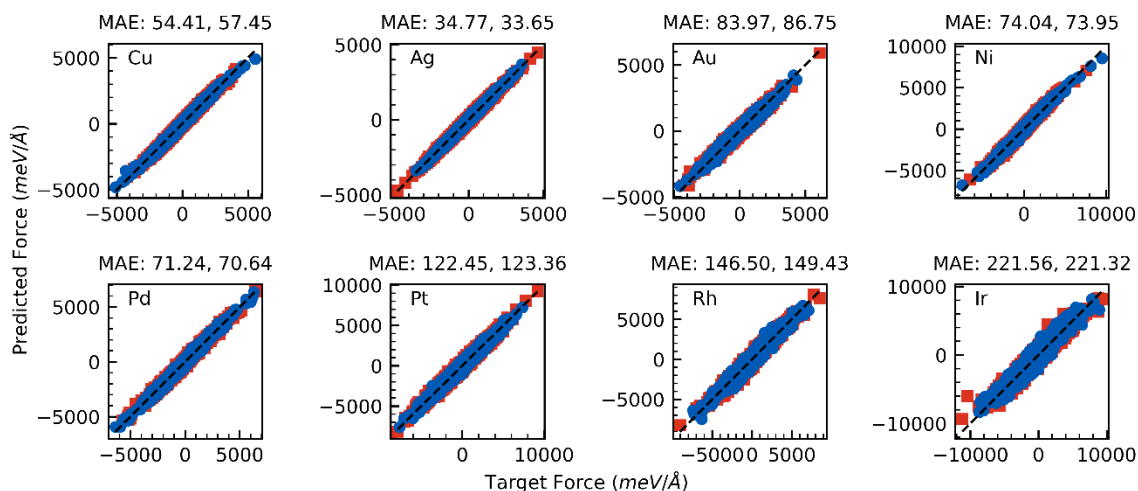 MAE: 54.41, 57.45
MAE: 34.77, 33.65
MAE: 83.97, 86.75
MAE: 74.04, 73.95
Cu
Ag
Au
Ni
5000
0
−5000
−5000 0 5000
5000
0
−5000
−5000 0 5000
5000
0
−5000
−5000 0 5000
10000
5000
0
−5000
0 10000
MAE: 71.24, 70.64
MAE: 122.45, 123.36
MAE: 146.50, 149.43
MAE: 221.56, 221.32
Pd
Pt
Rh
Ir
5000
0
−5000
−5000 0 5000
10000
5000
0
−5000
0 10000
5000
0
−5000
−5000 0 5000
10000
0
−10000
−10000 0 10000
Predicted Force (meV/Å)
Target Force (meV/Å)